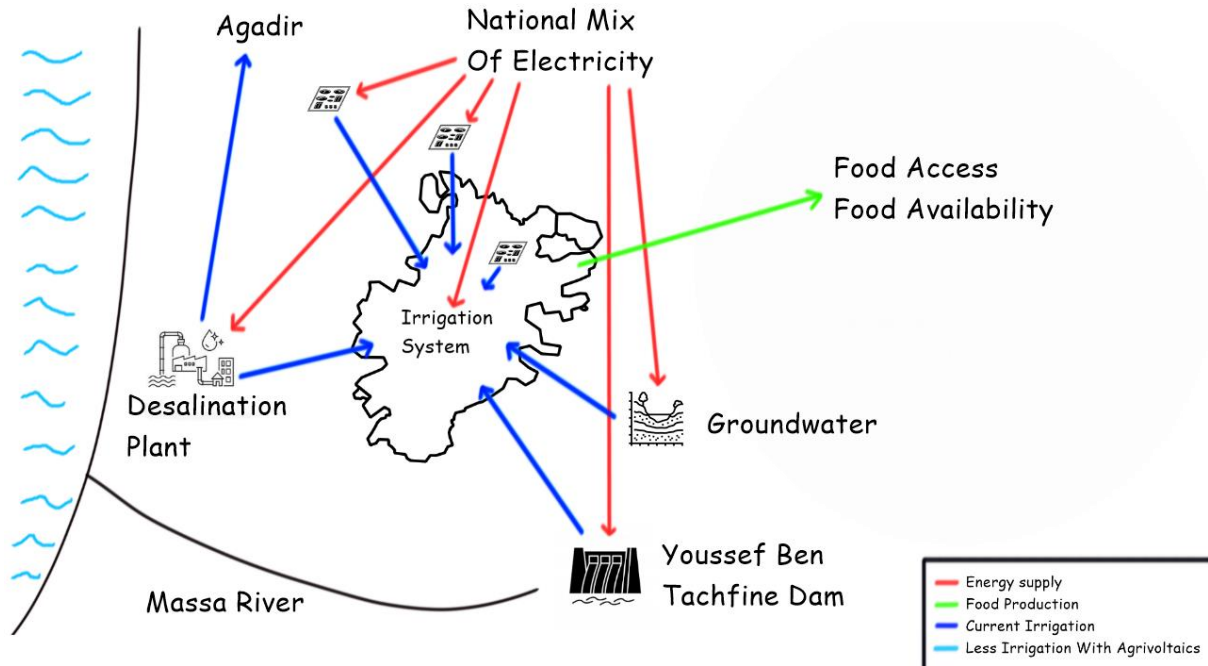 Agadir
National Mix
Of Electricity
Food Access
Food Availability
Irrigation
System
Desalination
Plant
Groundwater
Youssef Ben
Tachfine Dam
Massa River
Energy supply
Food Production
Current Irrigation
Less Irrigation With Agrivoltaics